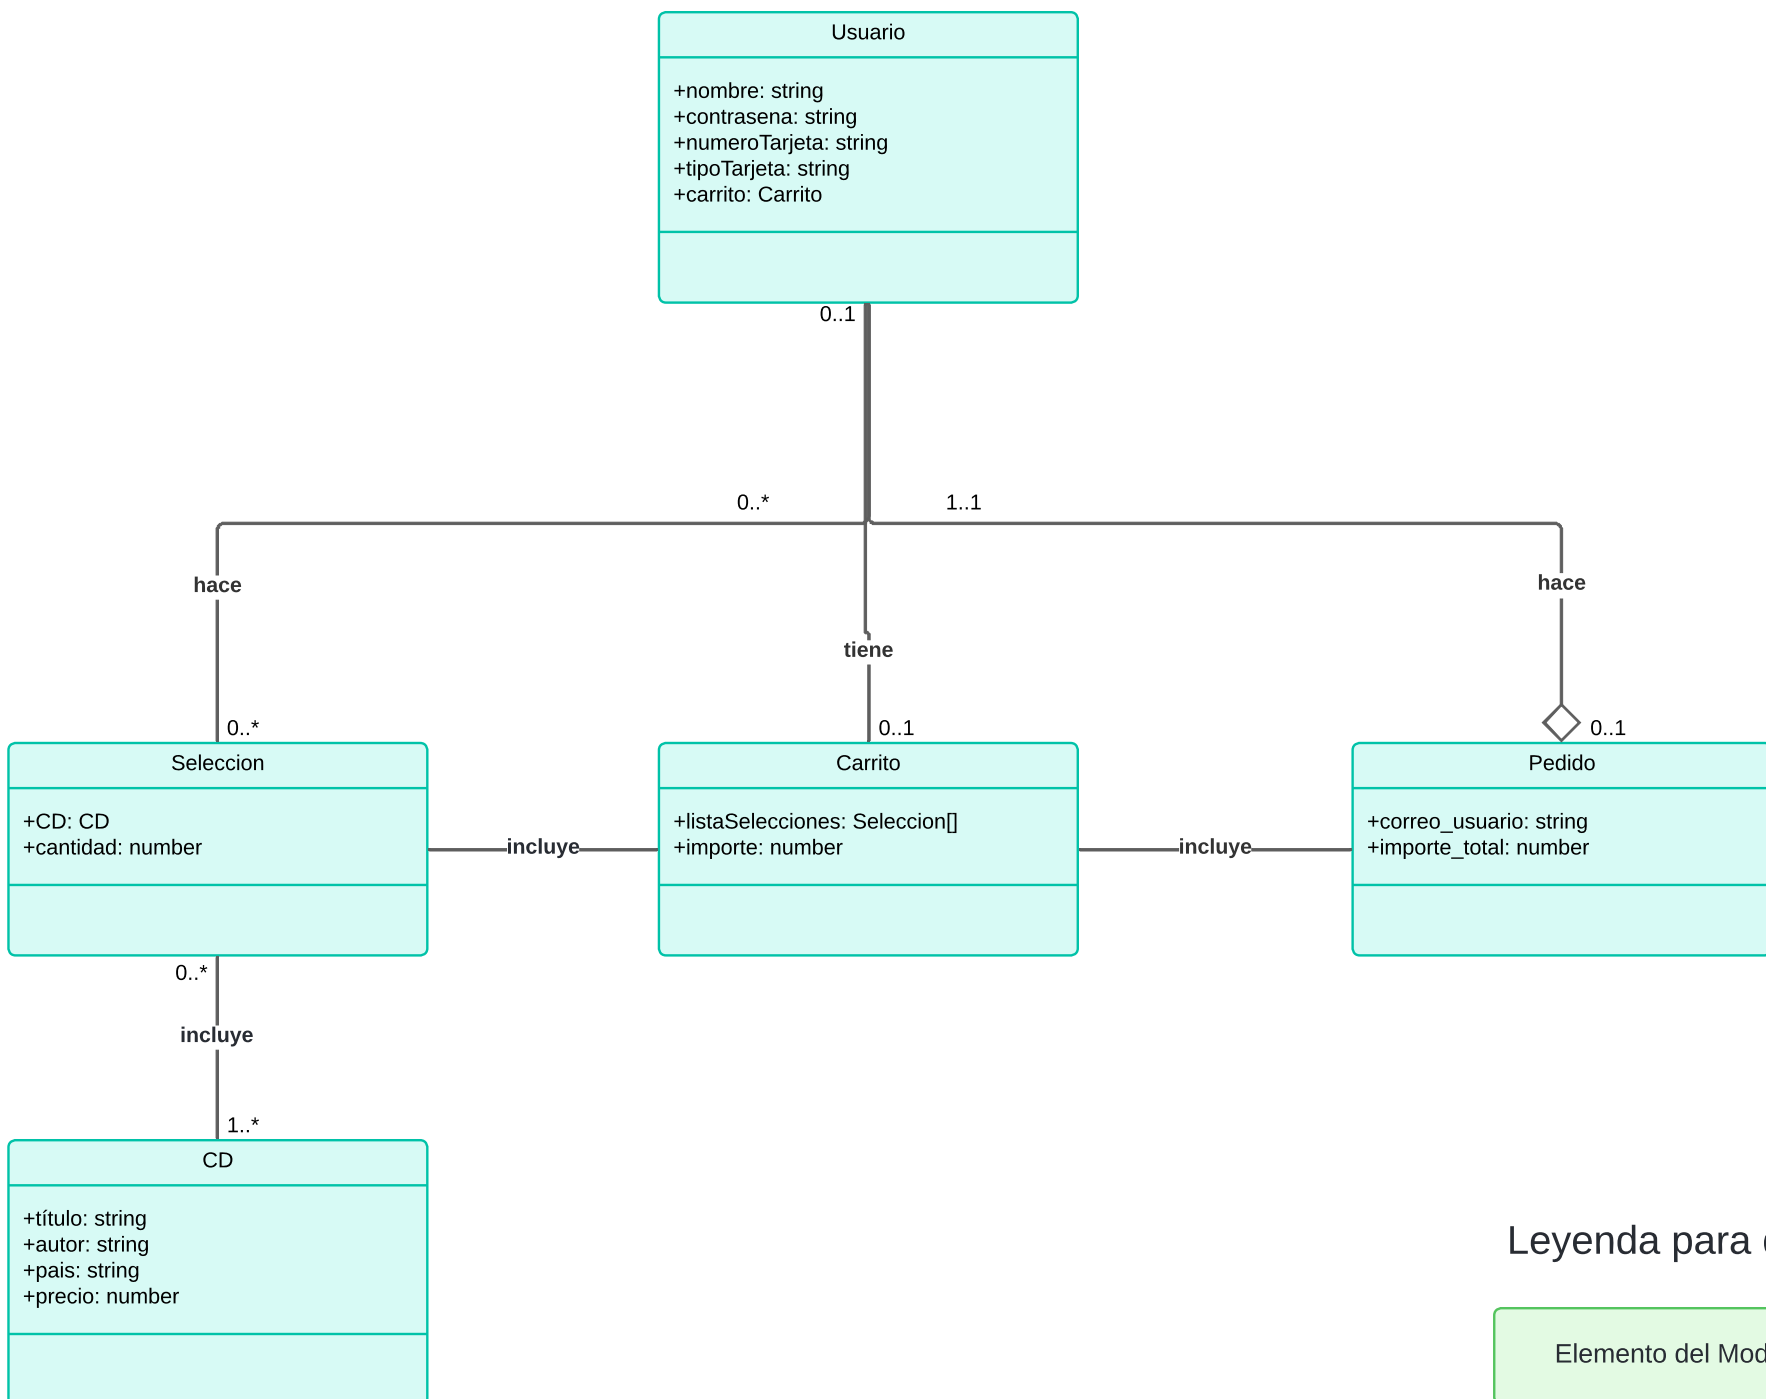 Usuario
+nombre: string
+contrasena: string
+numeroTarjeta: string
+tipoTarjeta: string
+carrito: Carrito
0..1
0..*
1..1
hace
hace
tiene
0..*
0..1
0..1
Seleccion
+CD: CD
+cantidad: number
incluye
Carrito
+listaSelecciones: Seleccion[]
+importe: number
incluye
Pedido
+correo_usuario: string
+importe_total: number
0..*
incluye
1..*
CD
+título: string
+autor: string
+pais: string
+precio: number
Leyenda para
Elemento del